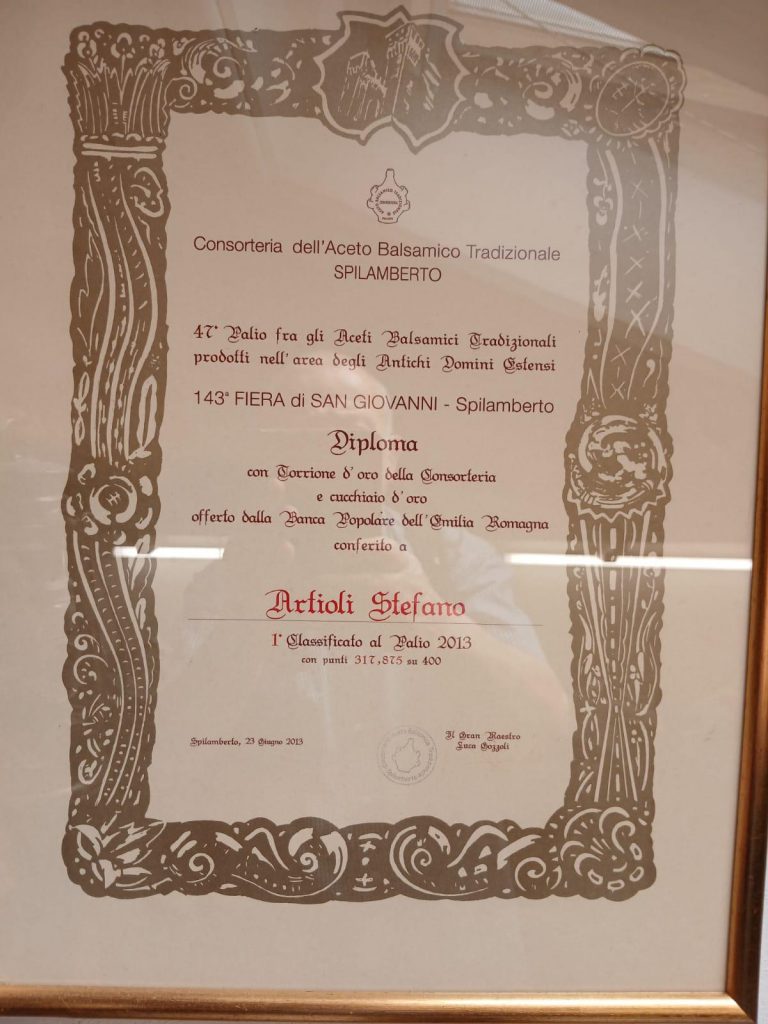 Consorteria dell'Aceto Balsamico Tradizionale
SPILAMBERTO
47° Palio fra gli Aceti Balsamici Tradizionali
prodotti nell'area degli Antichi Domini Estensi
143ª FIERA di SAN GIOVANNI - Spilamberto
Diploma
con Torrione d'oro della Consorteria
e cucchiaio d'oro
offerto dalla Banca Popolare dell'Emilia Romagna
conferito a
Artioli Stefano
1° Classificato al Palio 2013
con punti 317,875 su 400
Spilamberto, 23 Giugno 2013
Il Gran Maestro
Luca Gozzoli